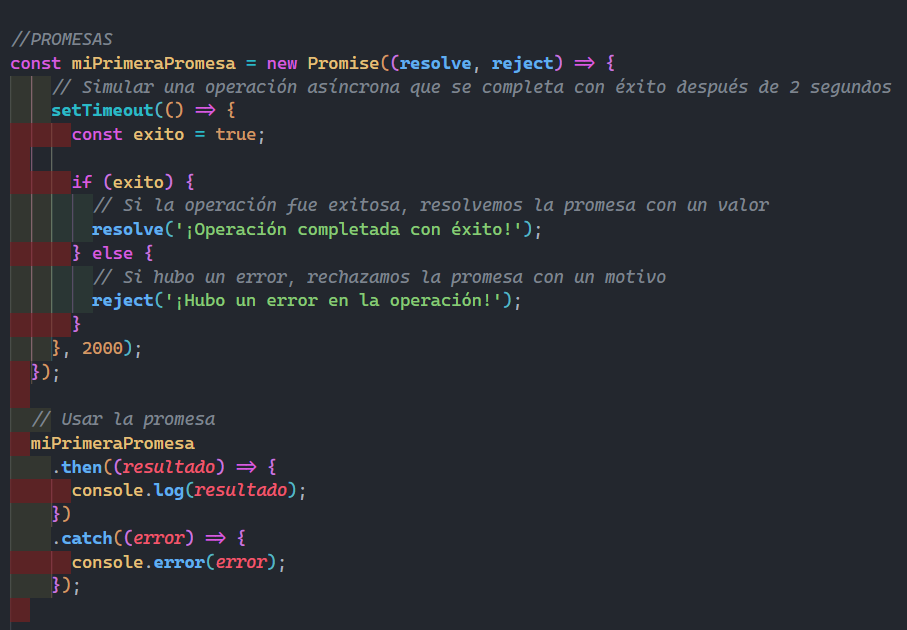 //PROMESAS
const miPrimeraPromesa = new Promise((resolve, reject) => {
    // Simular una operación asíncrona que se completa con éxito después de 2 segundos
    setTimeout(() => {
      const exito = true;

      if (exito) {
        // Si la operación fue exitosa, resolvemos la promesa con un valor
        resolve('¡Operación completada con éxito!');
      } else {
        // Si hubo un error, rechazamos la promesa con un motivo
        reject('¡Hubo un error en la operación!');
      }
    }, 2000);
  });

  // Usar la promesa
  miPrimeraPromesa
    .then((resultado) => {
      console.log(resultado);
    })
    .catch((error) => {
      console.error(error);
    });